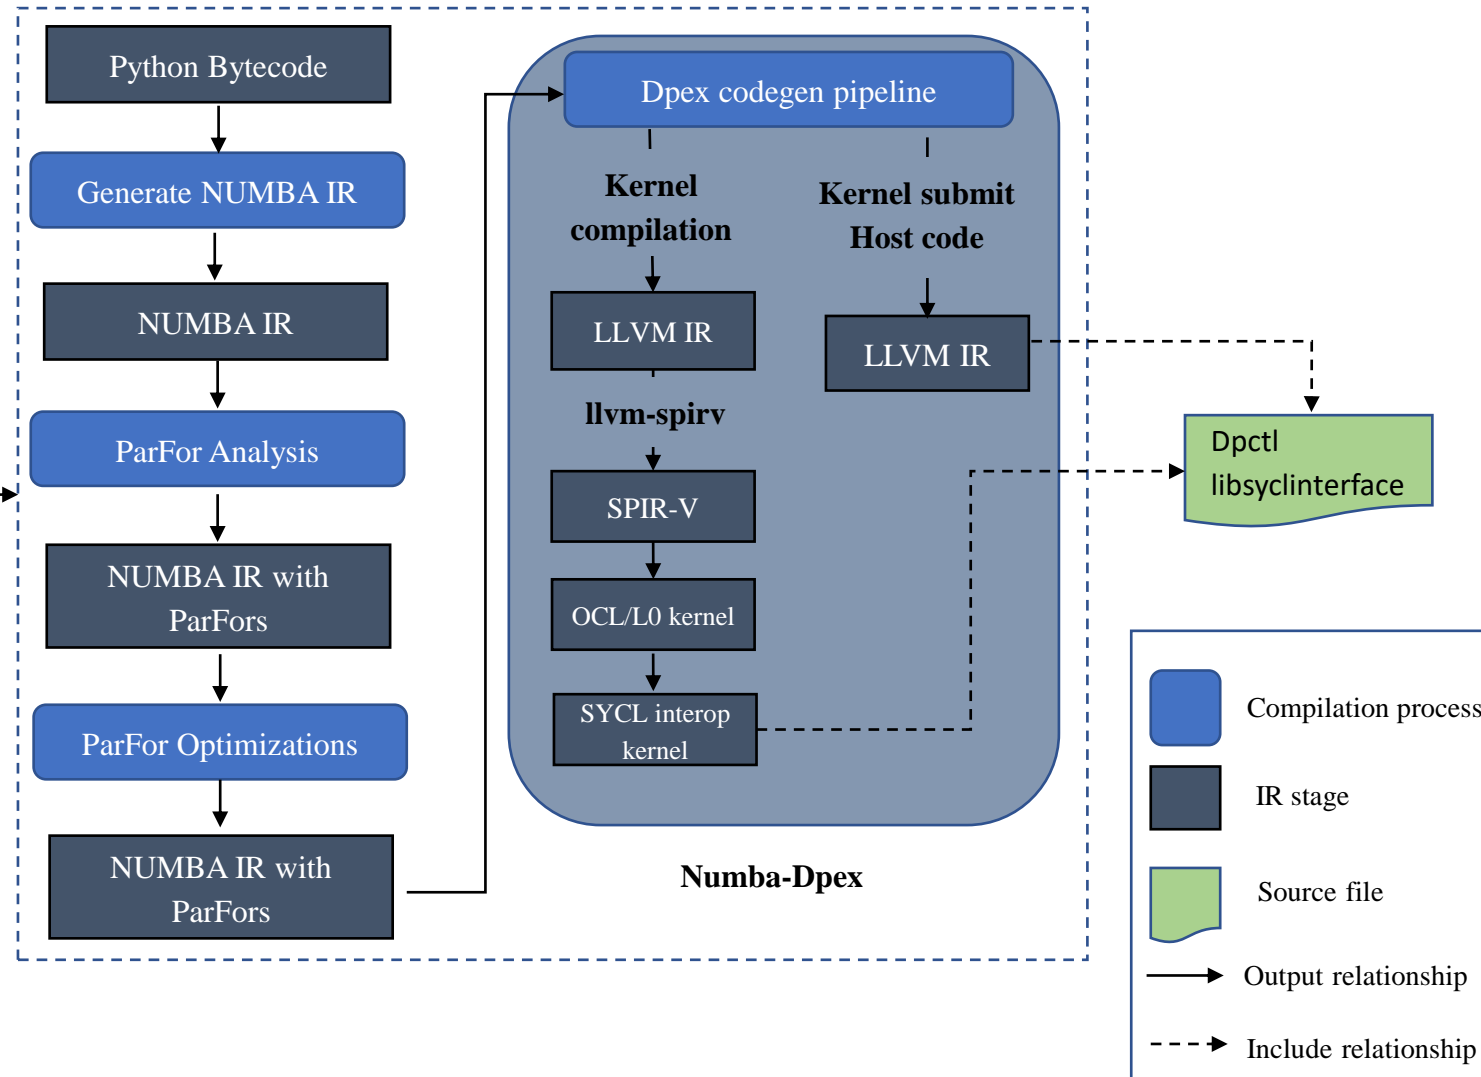 Python Bytecode
Generate NUMBA IR
NUMBA IR
ParFor Analysis
NUMBA IR with
ParFors
ParFor Optimizations
NUMBA IR with
ParFors
Dpex codegen pipeline
Kernel
compilation
Kernel submit
Host code
LLVM IR
LLVM IR
llvm-spirv
SPIR-V
OCL/L0 kernel
SYCL interop
kernel
Numba-Dpex
Dpctl
libsyclinterface
Compilation process
IR stage
Source file
Output relationship
Include relationship